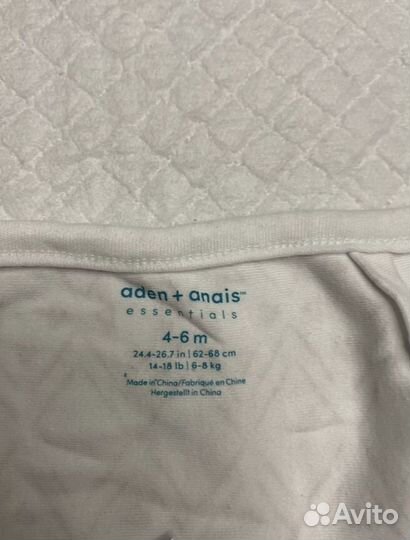 aden + anais™
essentials
4-6 m
24.4-26.7 in | 62-68 cm
14-18 lb | 6-8 kg
Made in China/Fabriqué en Chine
Hergestellt in China
Avito